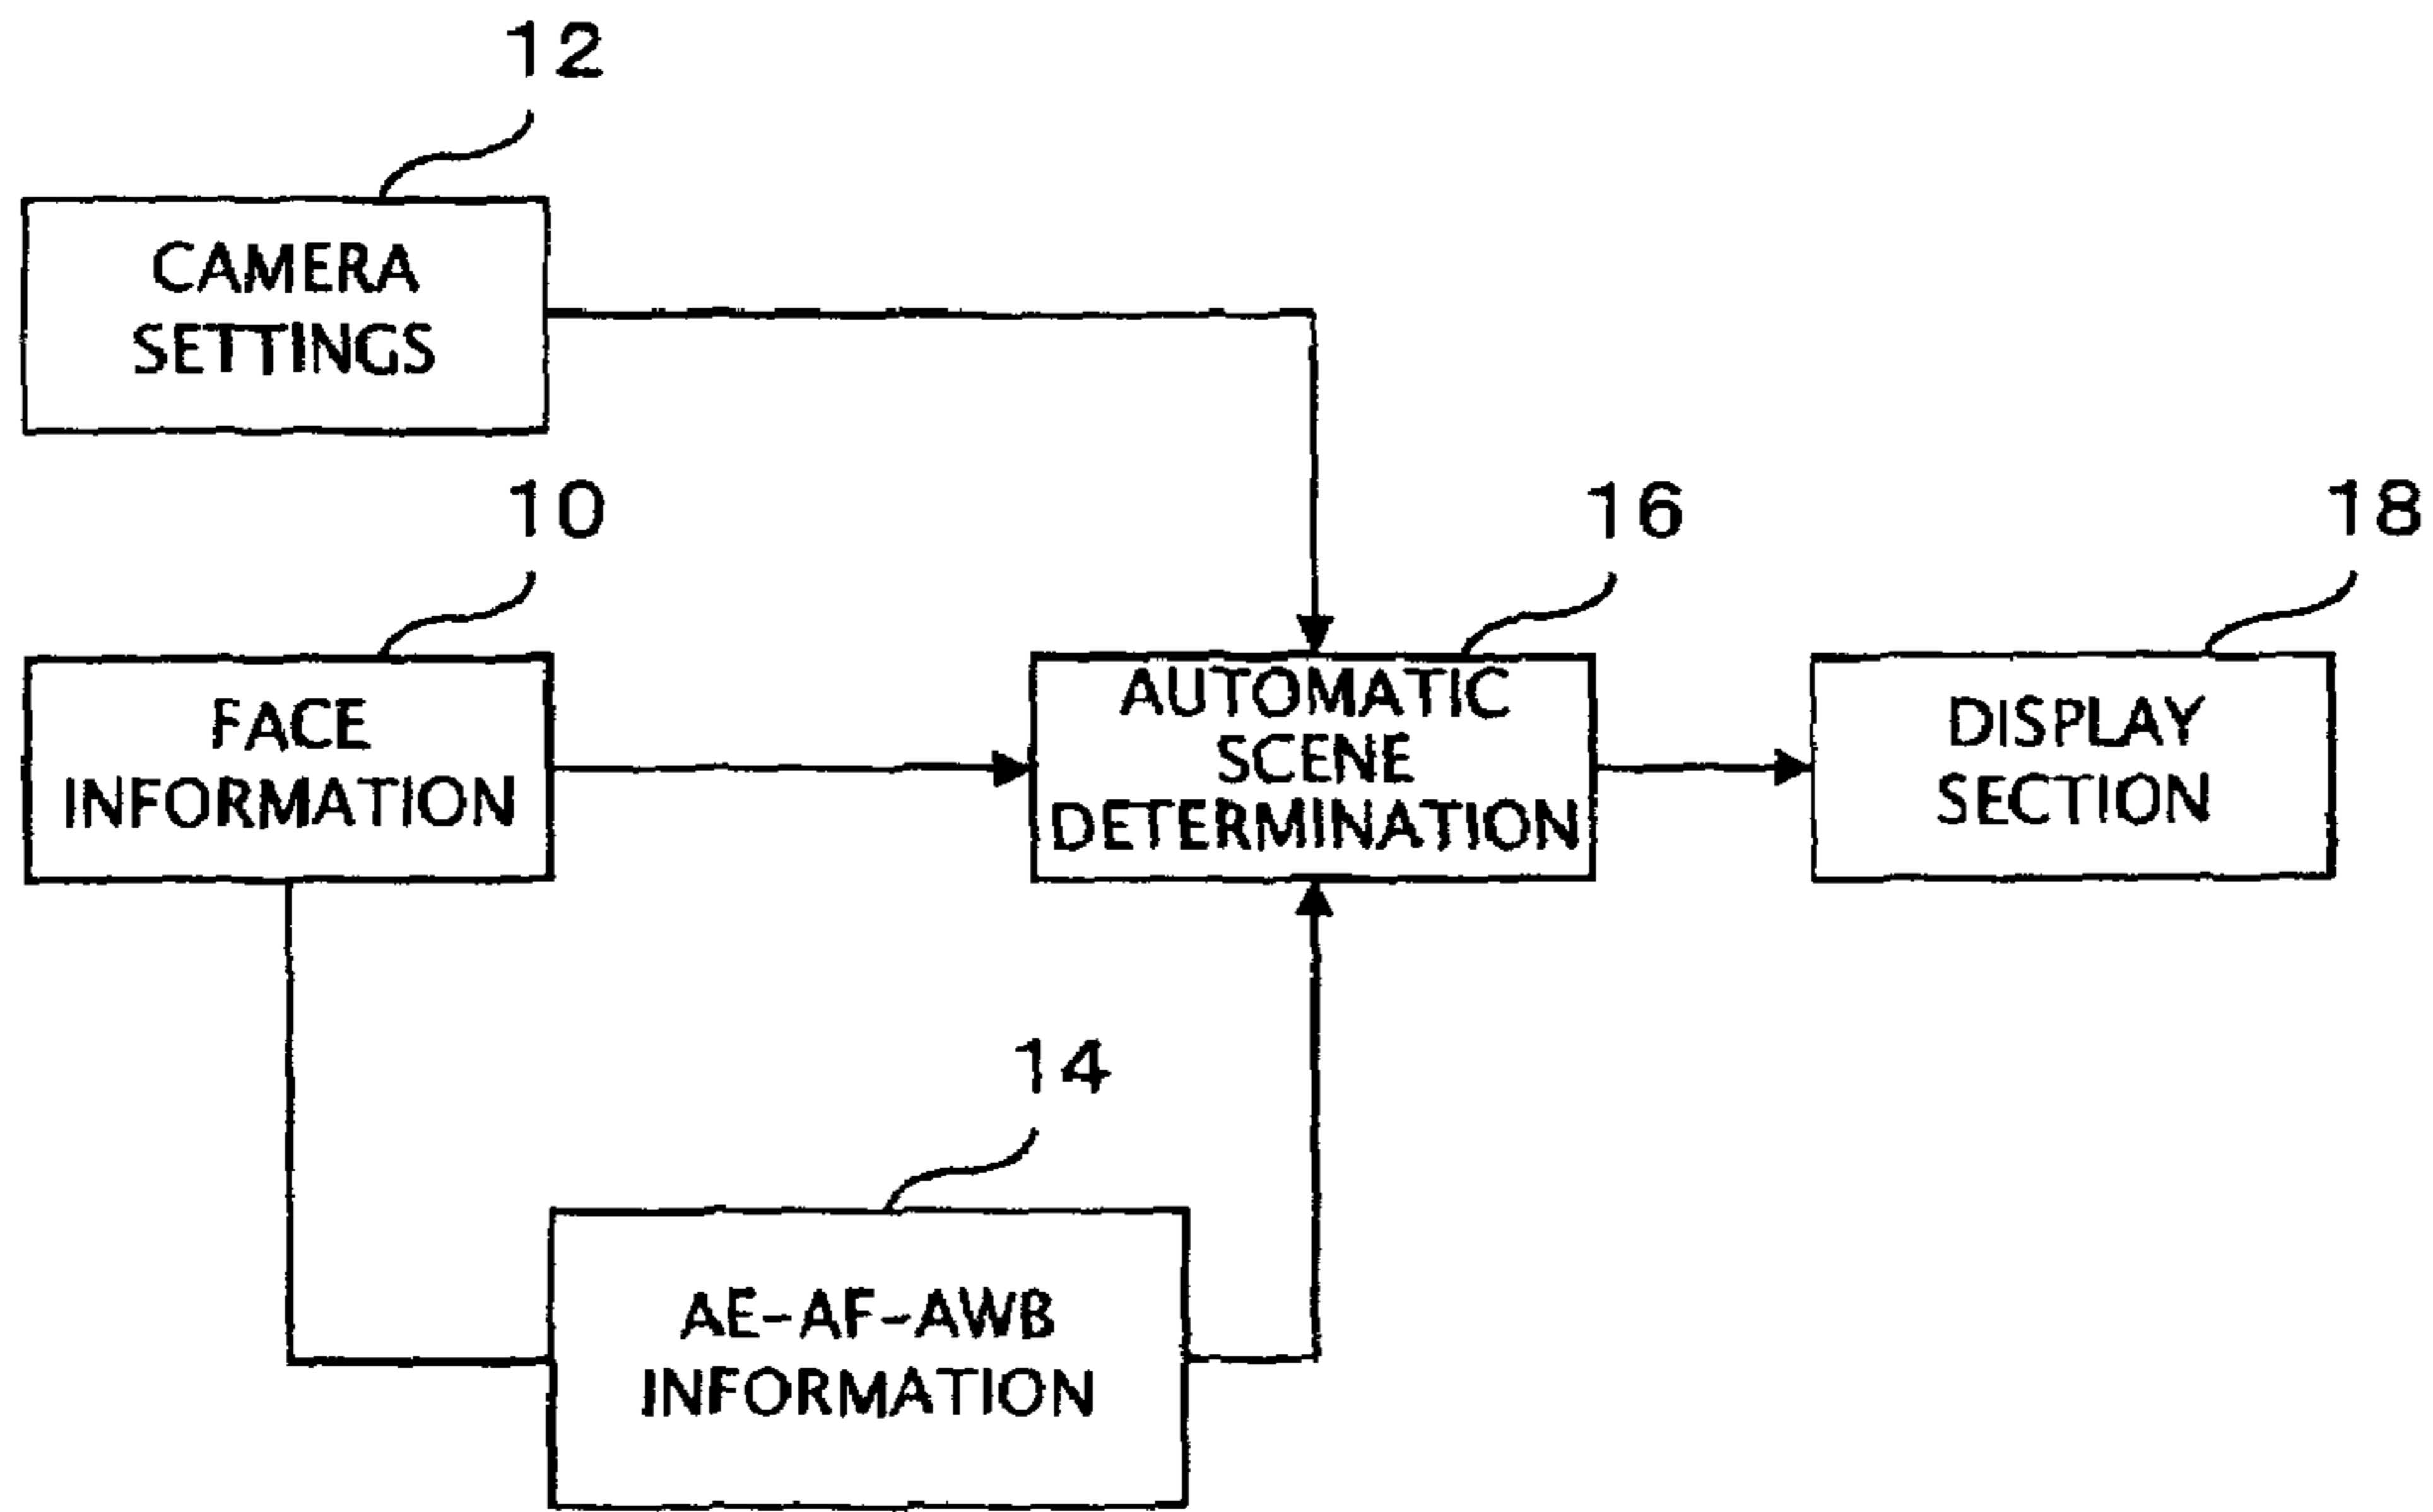 12
CAMERA
SETTINGS
10
16
18
FACE
INFORMATION
AUTOMATIC
SCENE
DETERMINATION
DISPLAY
SECTION
14
AE-AF-AWB
INFORMATION